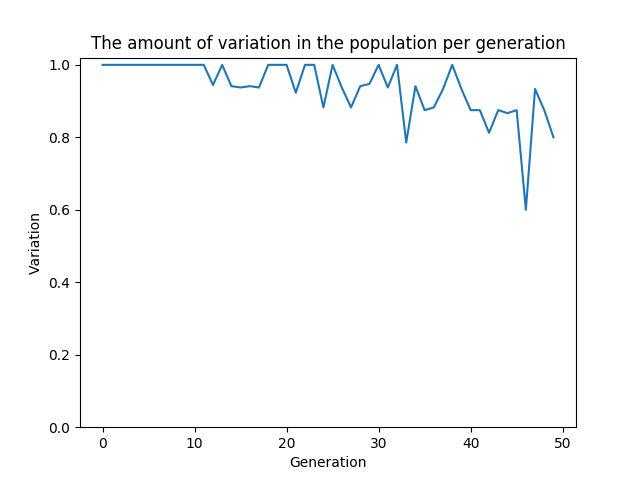 The amount of variation in the population per generation
1.0
0.8
0.6
0.4
0.2
0.0
Variation
0 10 20 30 40 50
Generation